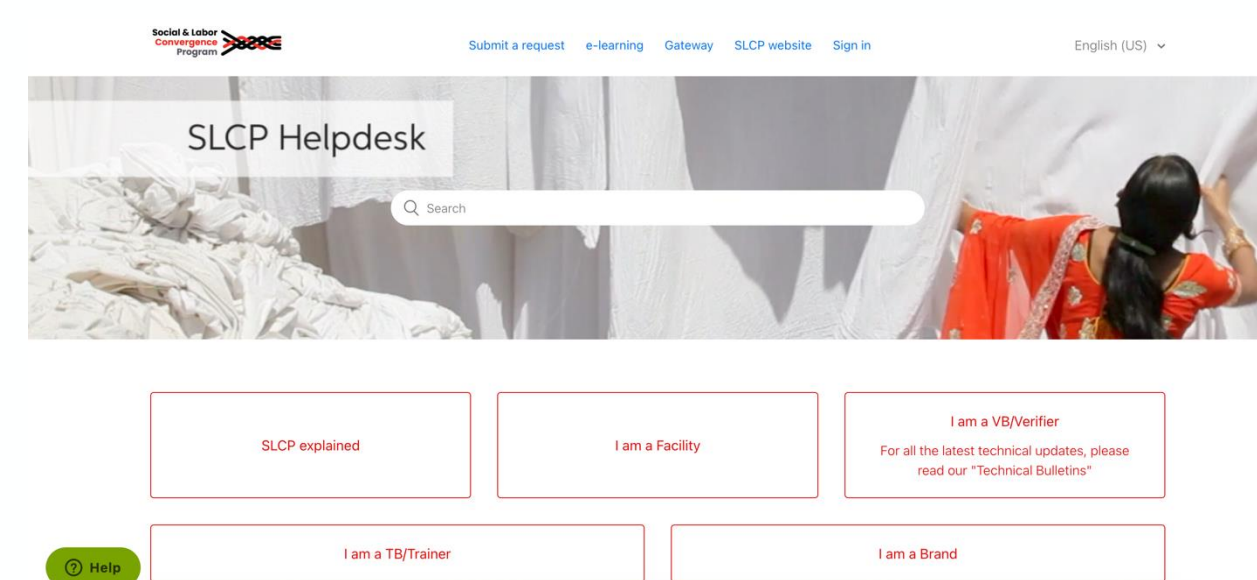 Social & Labor
Convergence
Program
Submit a request e-learning Gateway SLCP website Sign in
English (US)
SLCP Helpdesk
Search
SLCP explained
I am a Facility
I am a VB/Verifier
For all the latest technical updates, please
read our "Technical Bulletins"
I am a TB/Trainer
I am a Brand
Help